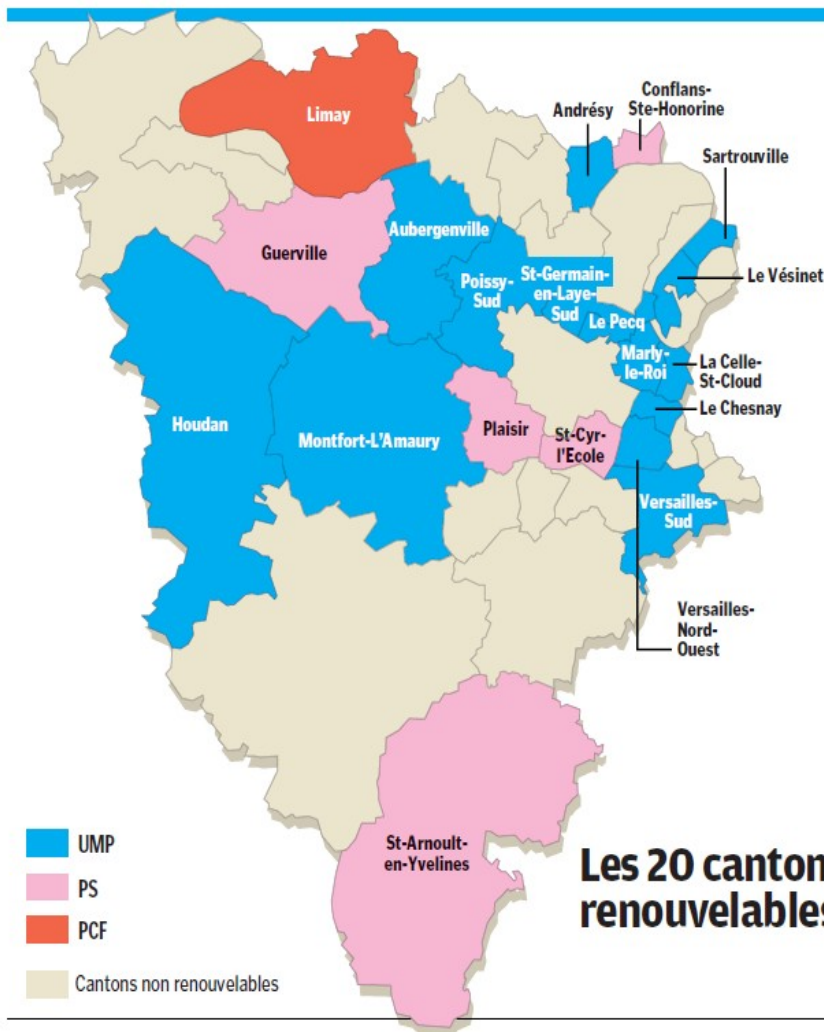 Limay
Andrésy
Conflans-
Ste-Honorine
Sartrouville
Aubergenville
Guerville
Poissy-
Sud
St-Germain
en-Laye-
Sud
Le Vésinet
Le Pecq
Marly-
le-Roi
La Celle-
St-Cloud
Le Chesnay
Houdan
Montfort-L'Amaury
Plaisir
St-Cyr-
l'Ecole
Versailles-
Sud
Versailles-
Nord-
Ouest
St-Arnoult-
en-Yvelines
UMP
PS
PCF
Cantons non renouvelables
Les 20 canton
renouvelables